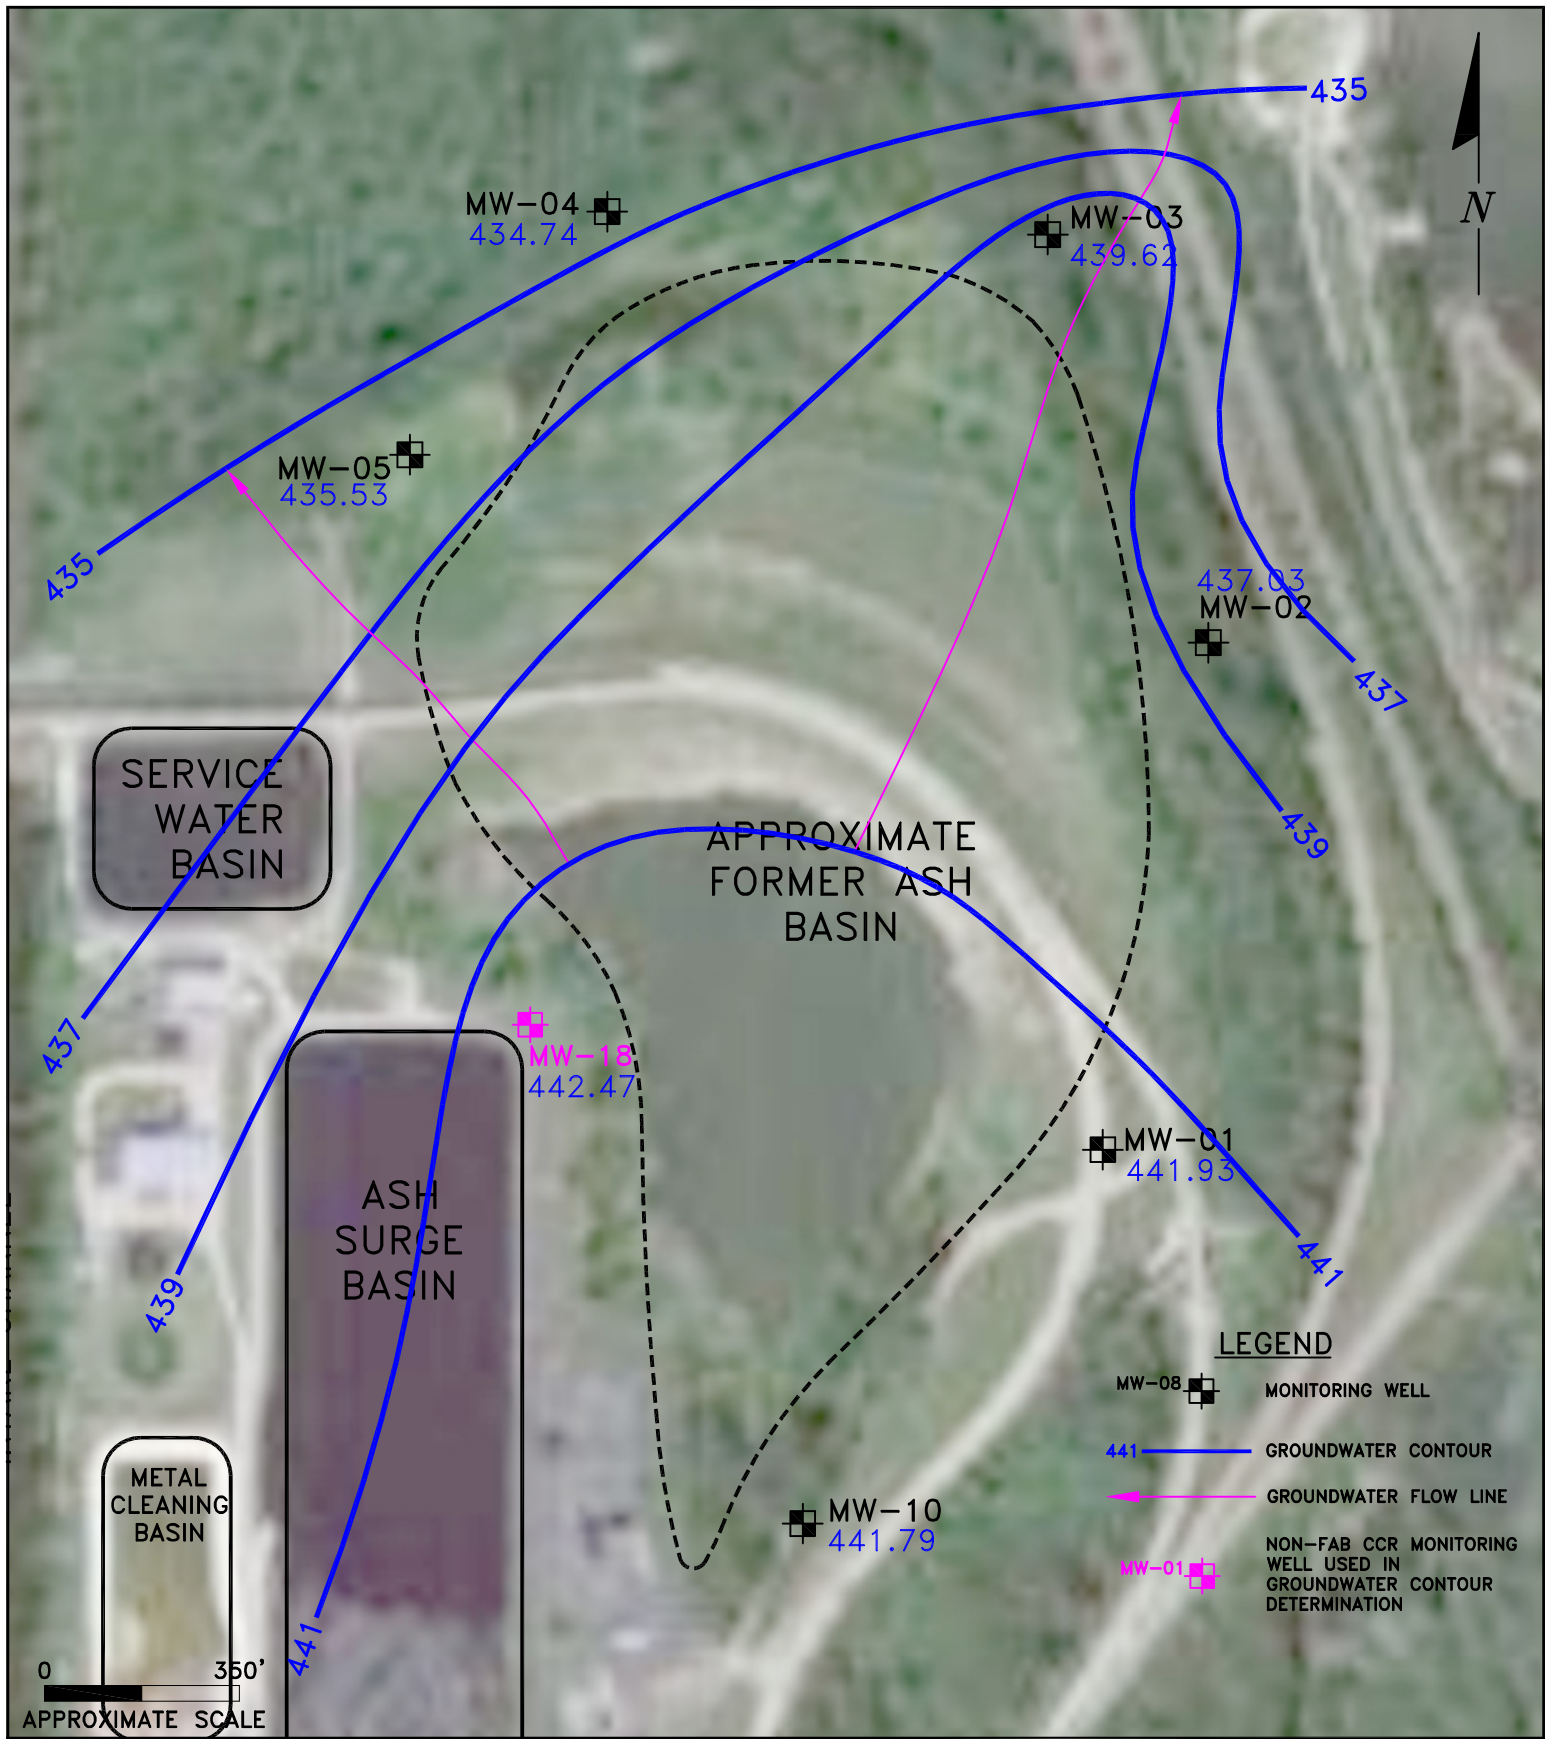 435
N
MW-04
434.74
MW-03
439.62
MW-05
435.53
435
437.03
MW-02
437
SERVICE
WATER
BASIN
439
APPROXIMATE
FORMER ASH
BASIN
437
MW-18
442.47
MW-01
441.93
ASH
SURGE
BASIN
441
439
LEGEND
MW-08
MONITORING WELL
441
GROUNDWATER CONTOUR
GROUNDWATER FLOW LINE
MW-01
NON-FAB CCR MONITORING
WELL USED IN
GROUNDWATER CONTOUR
DETERMINATION
METAL
CLEANING
BASIN
MW-10
441.79
441
0 350'
APPROXIMATE SCALE